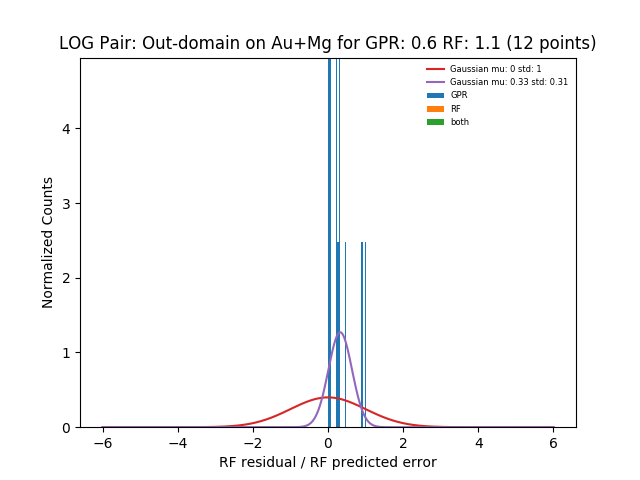 LOG Pair: Out-domain on Au+Mg for GPR: 0.6 RF: 1.1 (12 points)
Gaussian mu: 0 std: 1
Gaussian mu: 0.33 std: 0.31
GPR
RF
both
Normalized Counts
4
3
2
1
0
−6
−4
−2
0
2
4
6
RF residual / RF predicted error